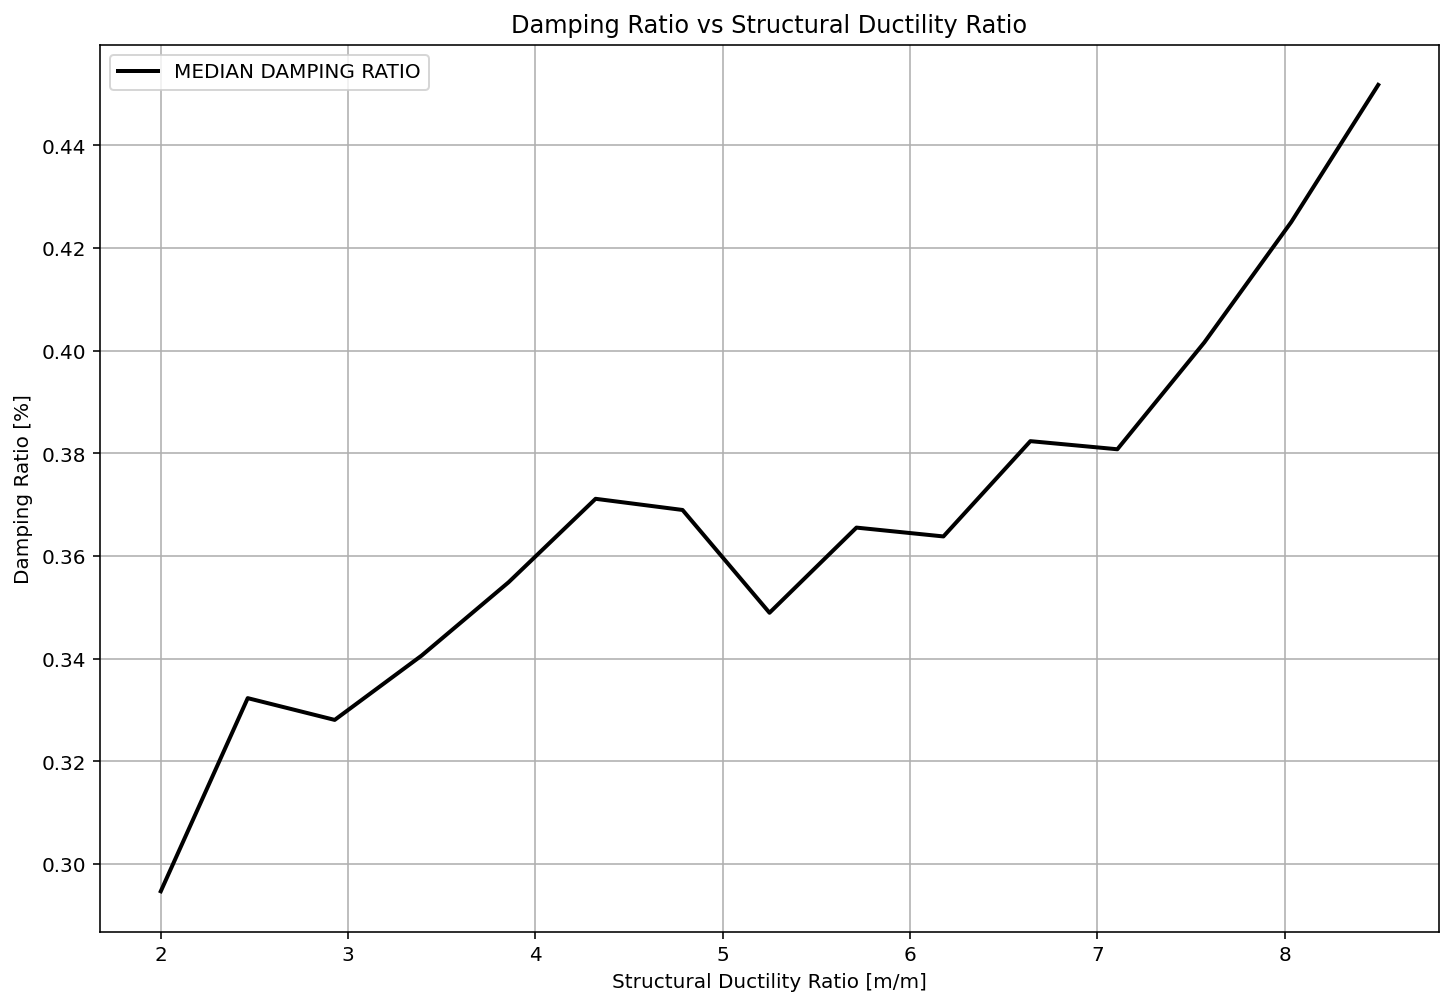 Damping Ratio vs Structural Ductility Ratio
MEDIAN DAMPING RATIO
0.44
0.42
0.40
0.38
0.36
0.34
0.32
0.30
Damping Ratio [%]
2 3 4 5 6 7 8
Structural Ductility Ratio [m/m]